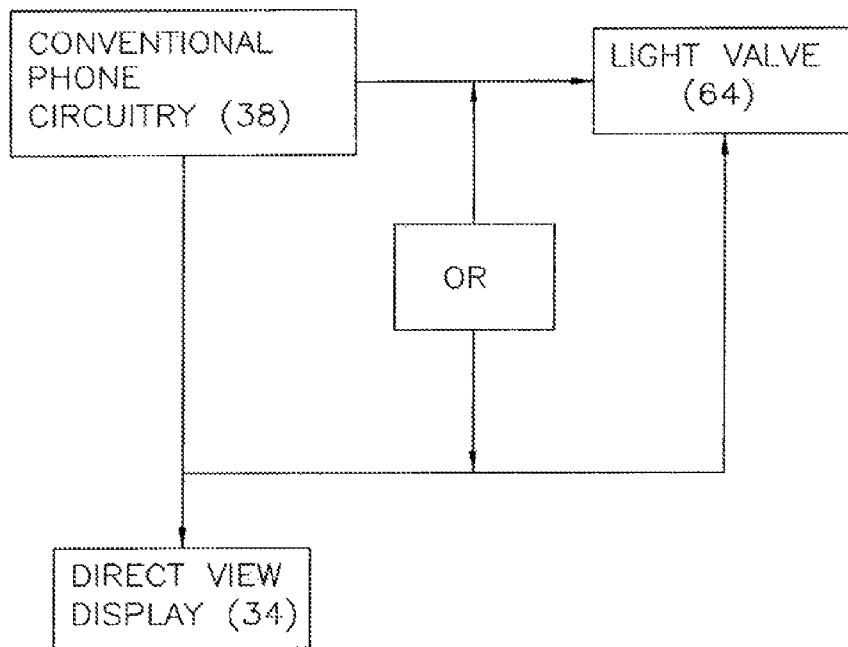 CONVENTIONAL
PHONE
CIRCUITRY (38)
LIGHT VALVE
(64)
OR
DIRECT VIEW
DISPLAY (34)